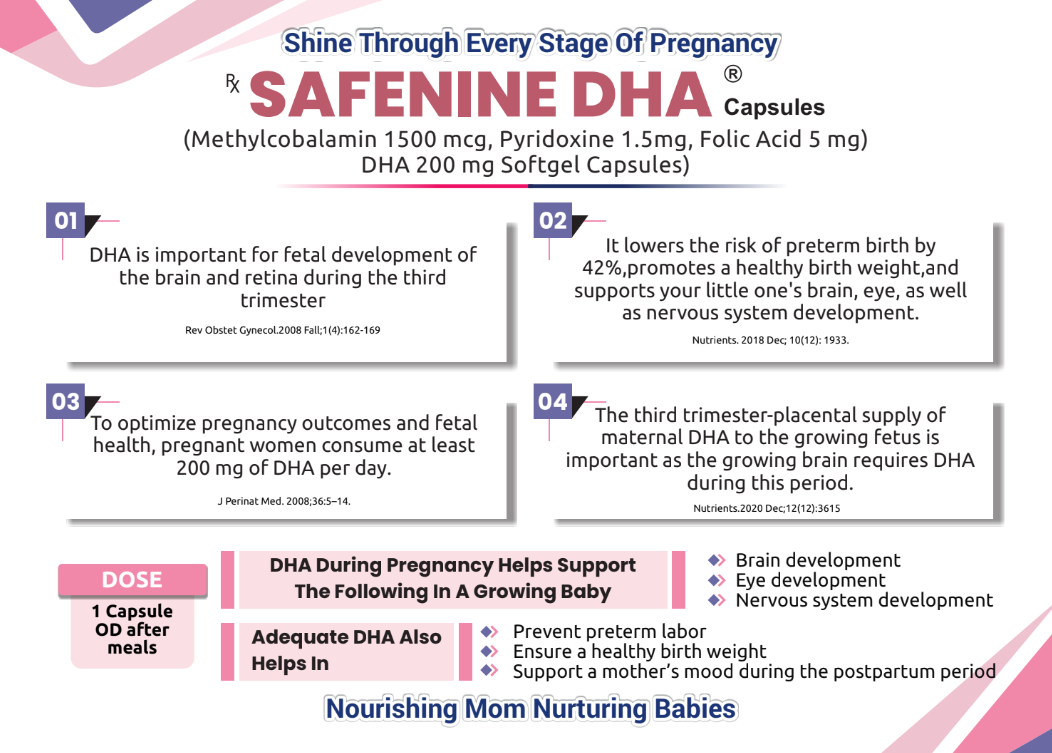 Shine Through Every Stage Of Pregnancy
℞ SAFENINE DHA ® Capsules
(Methylcobalamin 1500 mcg, Pyridoxine 1.5mg, Folic Acid 5 mg)
DHA 200 mg Softgel Capsules)
01
DHA is important for fetal development of
the brain and retina during the third
trimester
Rev Obstet Gynecol.2008 Fall;1(4):162-169
02
It lowers the risk of preterm birth by
42%,promotes a healthy birth weight,and
supports your little one's brain, eye, as well
as nervous system development.
Nutrients. 2018 Dec; 10(12): 1933.
03
To optimize pregnancy outcomes and fetal
health, pregnant women consume at least
200 mg of DHA per day.
J Perinat Med. 2008;36:5–14.
04
The third trimester-placental supply of
maternal DHA to the growing fetus is
important as the growing brain requires DHA
during this period.
Nutrients.2020 Dec;12(12):3615
DOSE
1 Capsule
OD after
meals
DHA During Pregnancy Helps Support
The Following In A Growing Baby
Brain development
Eye development
Nervous system development
Adequate DHA Also
Helps In
Prevent preterm labor
Ensure a healthy birth weight
Support a mother’s mood during the postpartum period
Nourishing Mom Nurturing Babies